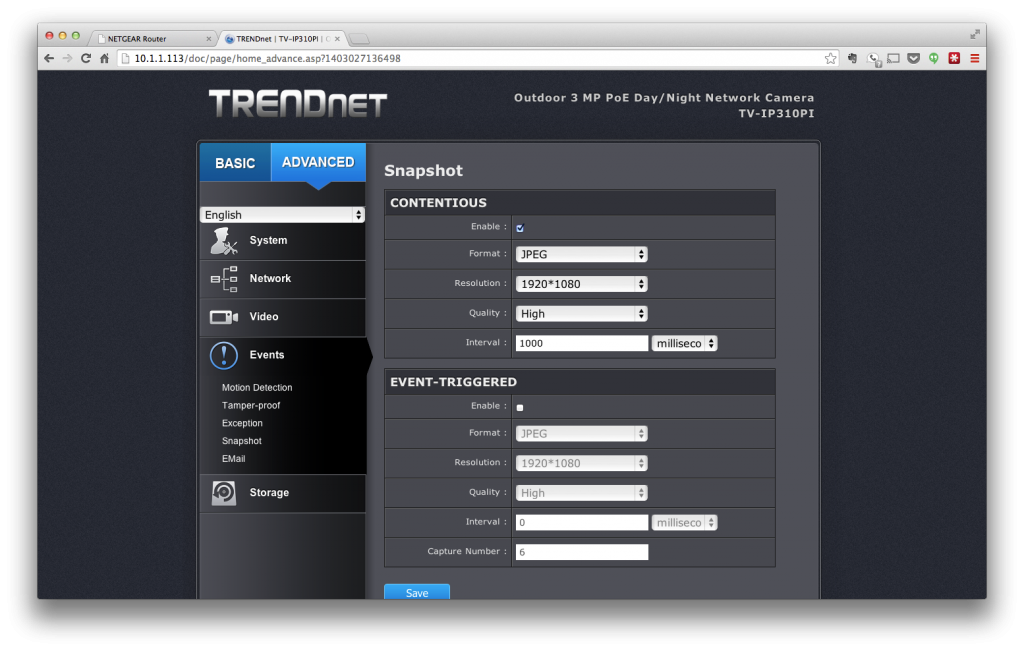 NETGEAR Router
TRENDnet | TV-IP310PI | C
10.1.1.113/doc/page/home_advance.asp?1403027136498
TRENDNET
Outdoor 3 MP PoE Day/Night Network Camera
TV-IP310PI
BASIC
ADVANCED
English
System
Network
Video
Events
Motion Detection
Tamper-proof
Exception
Snapshot
EMail
Storage
Snapshot
CONTENTIOUS
Enable :
Format : JPEG
Resolution : 1920*1080
Quality : High
Interval : 1000 milliseco
EVENT-TRIGGERED
Enable :
Format : JPEG
Resolution : 1920*1080
Quality : High
Interval : 0 milliseco
Capture Number : 6
Save